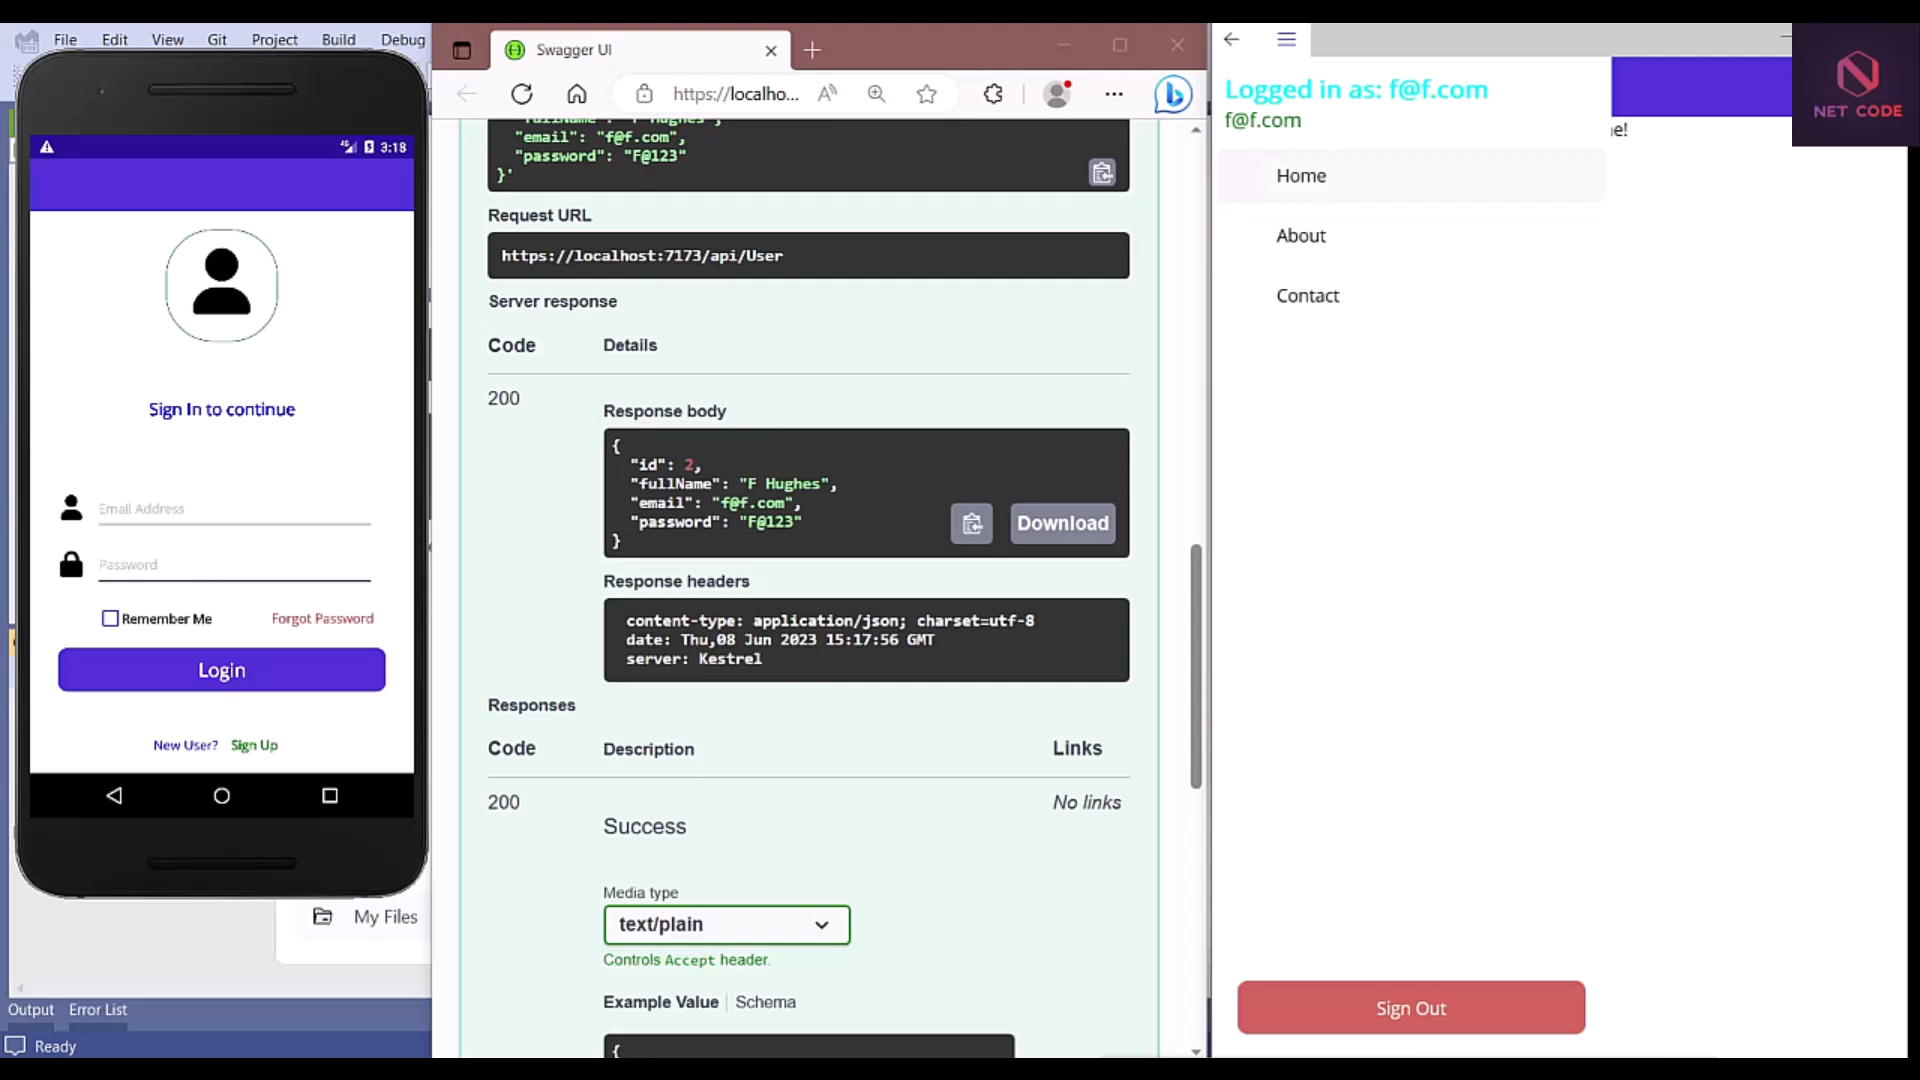 File Edit View Git Project Build Debug
3:18
Sign In to continue
Email Address
Password
Remember Me Forgot Password
Login
New User? Sign Up
My Files
Output Error List
Ready
Swagger UI
https://localho...
"email": "f@f.com",
"password": "F@123"
}'
Request URL
https://localhost:7173/api/User
Server response
Code Details
200
Response body
{
"id": 2,
"fullName": "F Hughes",
"email": "f@f.com",
"password": "F@123"
}
Download
Response headers
content-type: application/json; charset=utf-8
date: Thu,08 Jun 2023 15:17:56 GMT
server: Kestrel
Responses
Code Description Links
200 No links
Success
Media type
text/plain
Controls Accept header.
Example Value Schema
{
Logged in as: f@f.com
f@f.com
Home
About
Contact
Sign Out
NET CODE